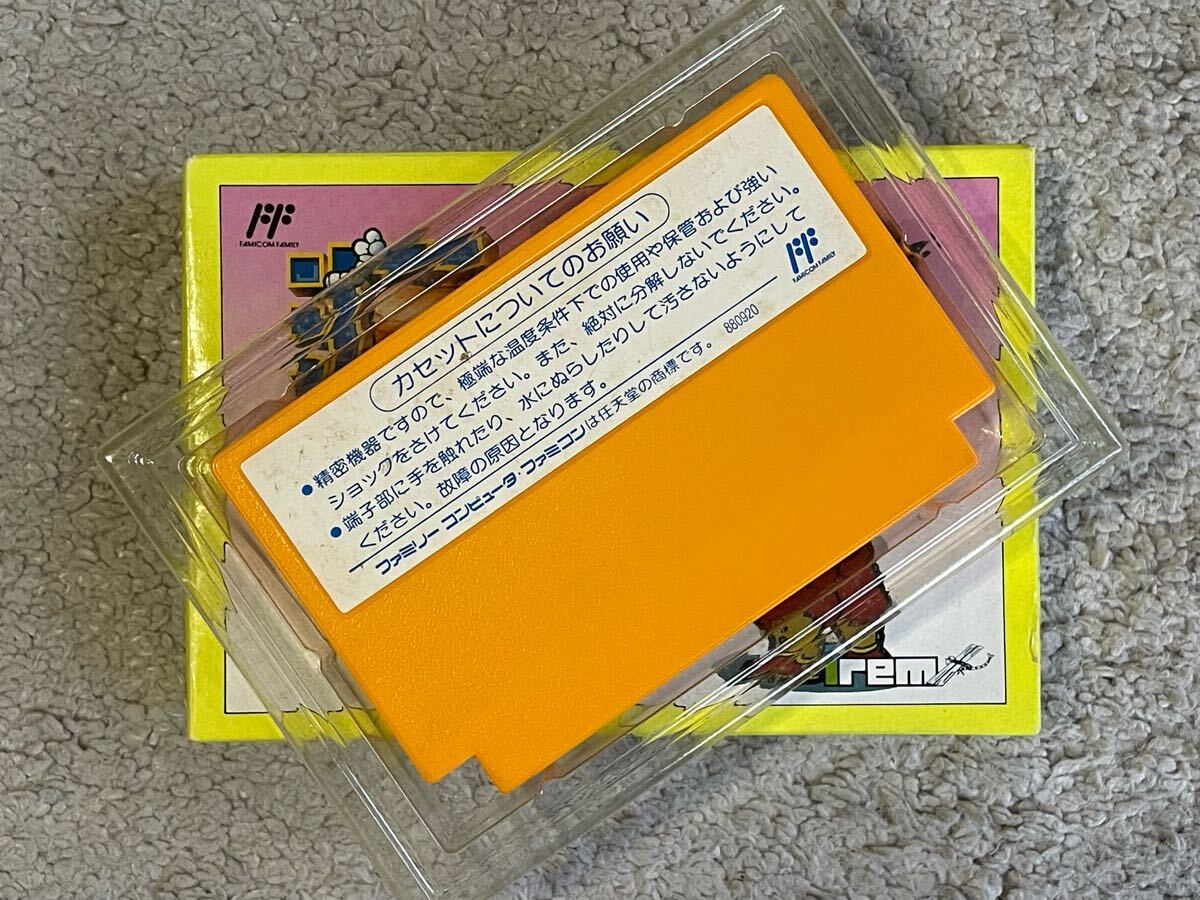 FAMICOM FAMILY
カセットについてのお願い
●精密機器ですので、極端な温度条件下での使用や保管および強い
ショックをさけてください。また、絶対に分解しないでください。
●端子部に手を触れたり、水にぬらしたりして汚さないようにして
ください。故障の原因となります。
ファミリーコンピュータ・ファミコンは任天堂の商標です。
880920
FAMICOM FAMILY
irem